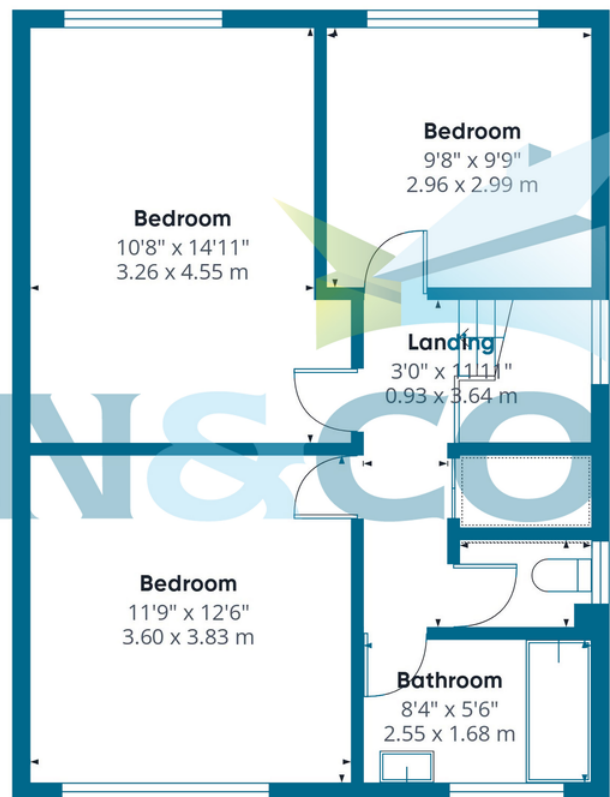 Bedroom
10'8" x 14'11"
3.26 x 4.55 m
Bedroom
9'8" x 9'9"
2.96 x 2.99 m
Landing
3'0" x 11'11"
0.93 x 3.64 m
N&CO
Bedroom
11'9" x 12'6"
3.60 x 3.83 m
Bathroom
8'4" x 5'6"
2.55 x 1.68 m